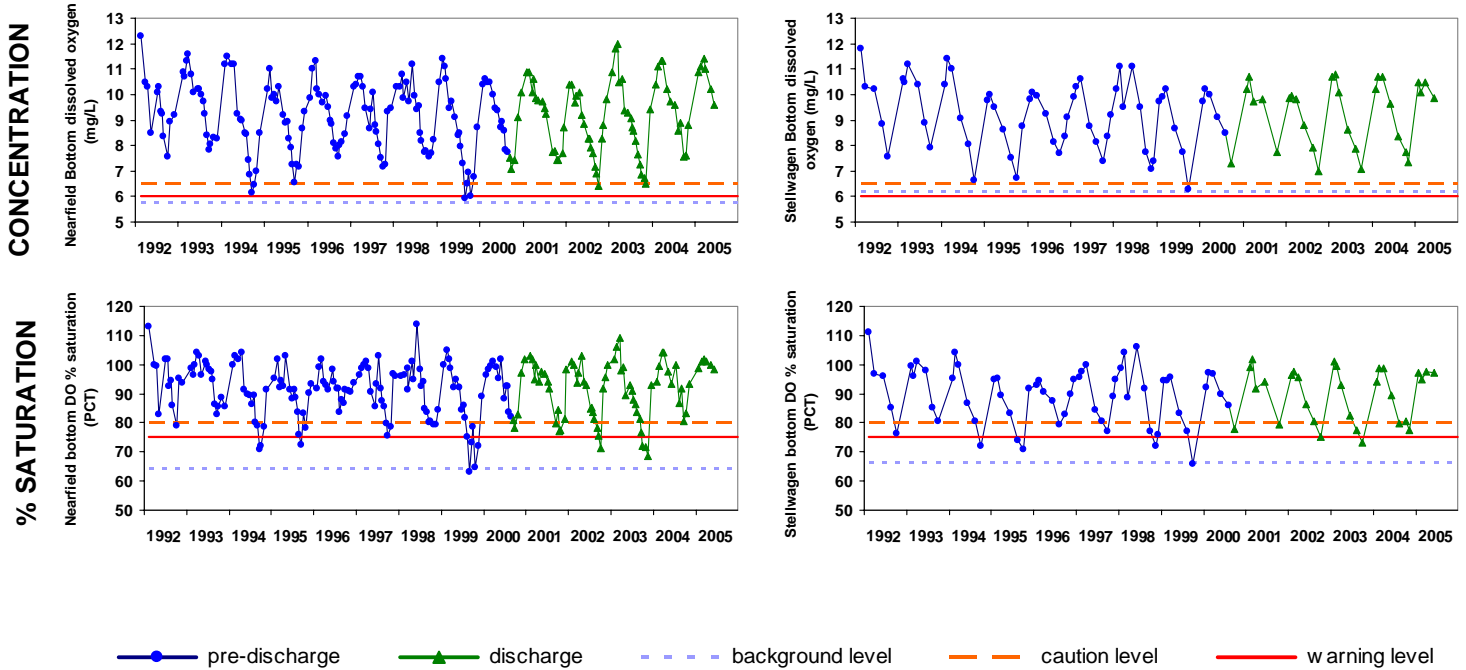 CONCENTRATION
Nearfield Bottom dissolved oxygen
(mg/L)
13
12
11
10
9
8
7
6
5
1992 1993 1994 1995 1996 1997 1998 1999 2000 2001 2002 2003 2004 2005
Stellwagen Bottom dissolved
oxygen (mg/L)
13
12
11
10
9
8
7
6
5
1992 1993 1994 1995 1996 1997 1998 1999 2000 2001 2002 2003 2004 2005
% SATURATION
Nearfield bottom DO % saturation
(PCT)
120
110
100
90
80
70
60
50
1992 1993 1994 1995 1996 1997 1998 1999 2000 2001 2002 2003 2004 2005
Stellwagen bottom DO % saturation
(PCT)
120
110
100
90
80
70
60
50
1992 1993 1994 1995 1996 1997 1998 1999 2000 2001 2002 2003 2004 2005
pre-discharge discharge background level caution level warning level